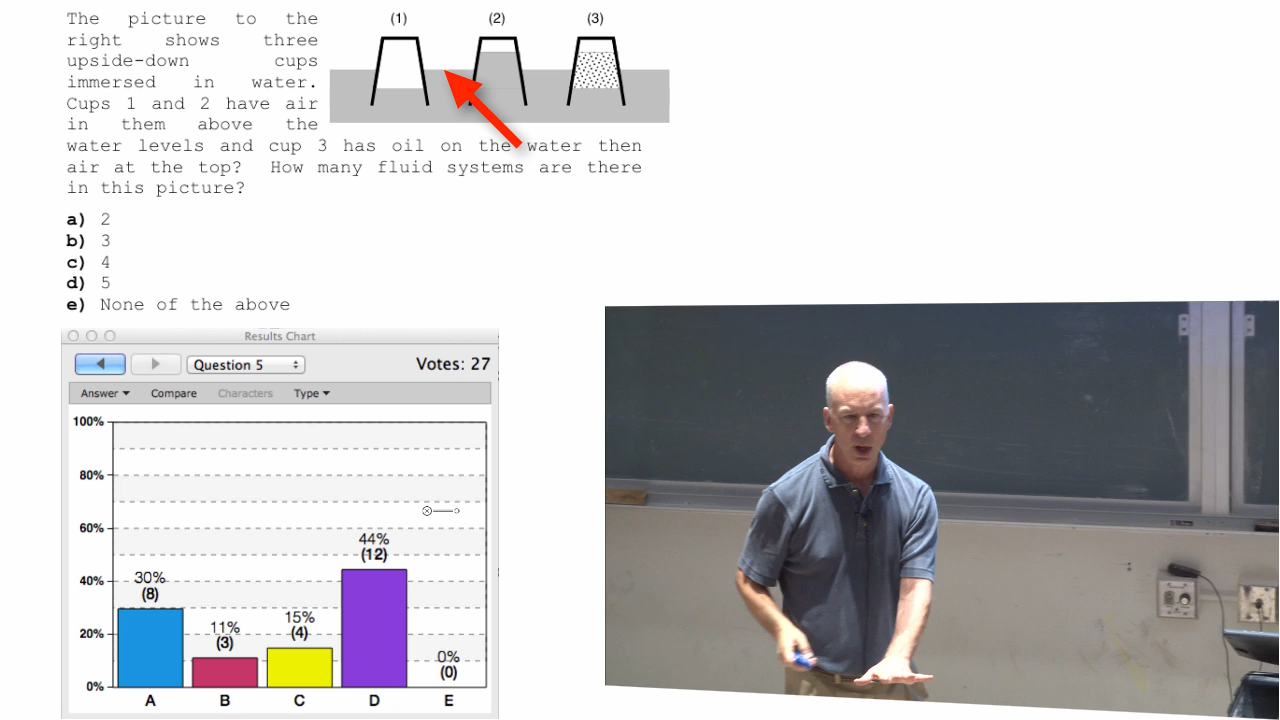 The picture to the
right shows three
upside-down cups
immersed in water.
Cups 1 and 2 have air
in them above the
water levels and cup 3 has oil on the water then
air at the top? How many fluid systems are there
in this picture?
(1) (2) (3)
a) 2
b) 3
c) 4
d) 5
e) None of the above
Results Chart
Question 5
Votes: 27
Answer Compare Characters Type
100%
80%
60%
40%
20%
0%
30%
(8)
11%
(3)
15%
(4)
44%
(12)
0%
(0)
A B C D E